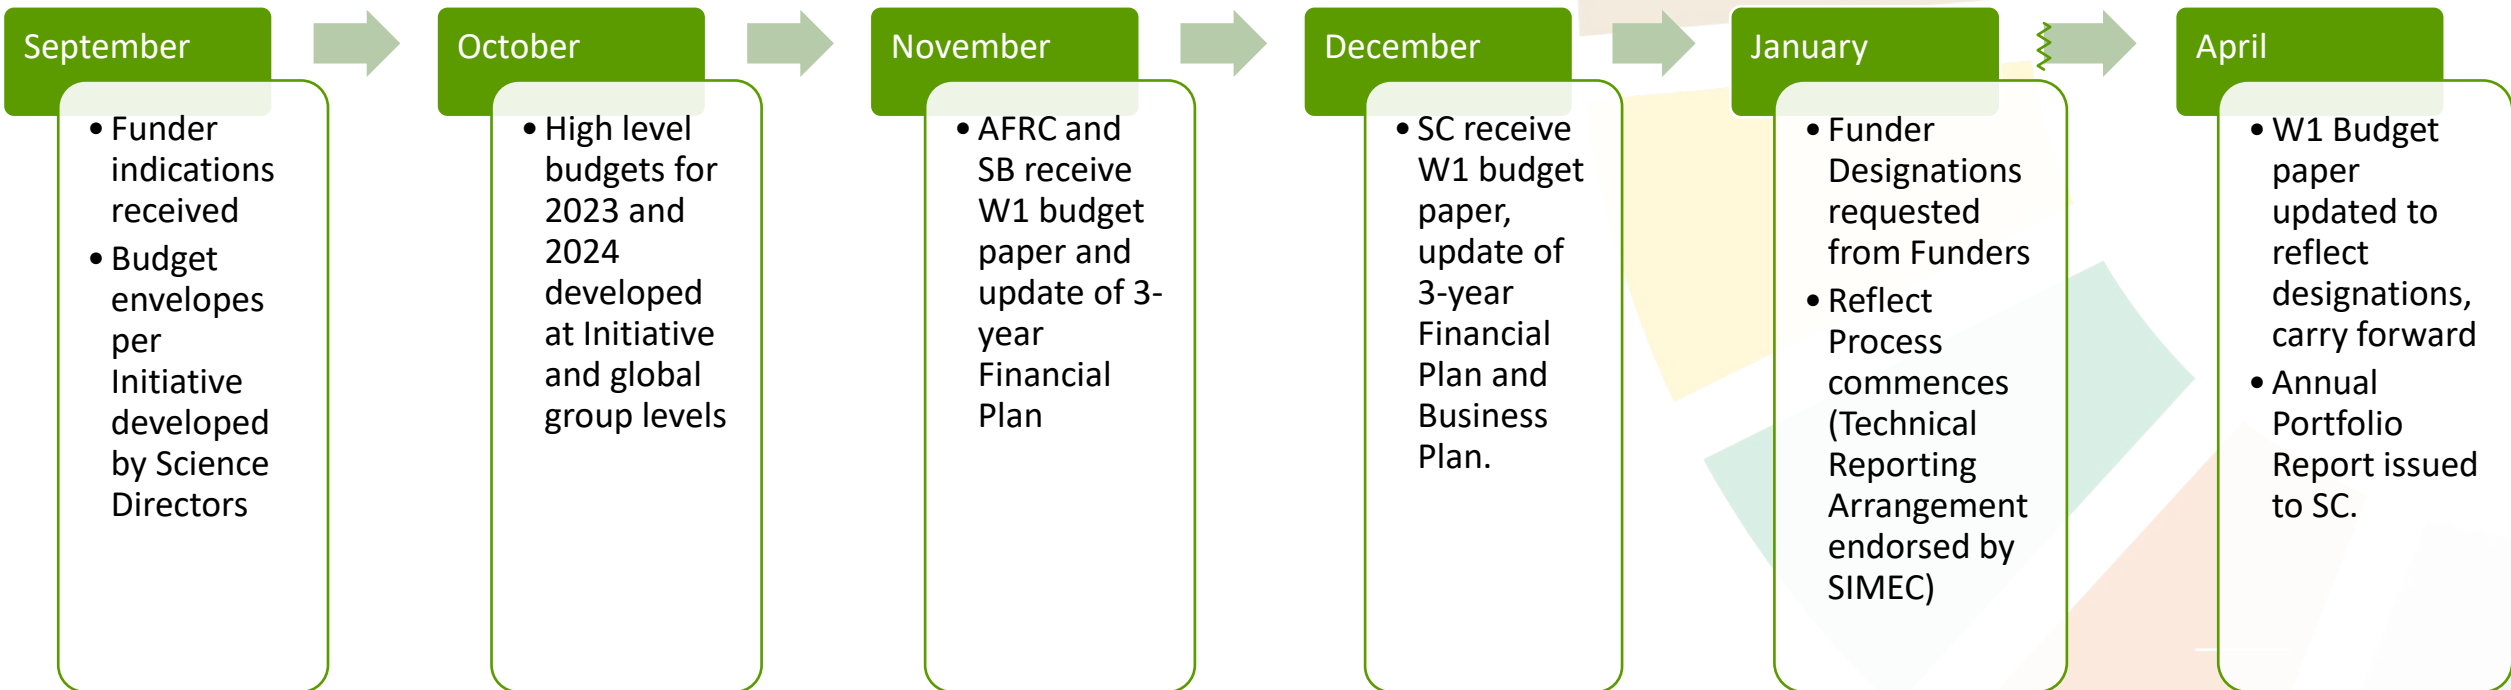 September
• Funder
indications
received
• Budget
envelopes
per
Initiative
developed
by Science
Directors
October
• High level
budgets for
2023 and
2024
developed
at Initiative
and global
group levels
November
• AFRC and
SB receive
W1 budget
paper and
update of 3-
year
Financial
Plan
December
• SC receive
W1 budget
paper,
update of
3-year
Financial
Plan and
Business
Plan.
January
• Funder
Designations
requested
from Funders
• Reflect
Process
commences
(Technical
Reporting
Arrangement
endorsed by
SIMEC)
April
• W1 Budget
paper
updated to
reflect
designations,
carry forward
• Annual
Portfolio
Report issued
to SC.